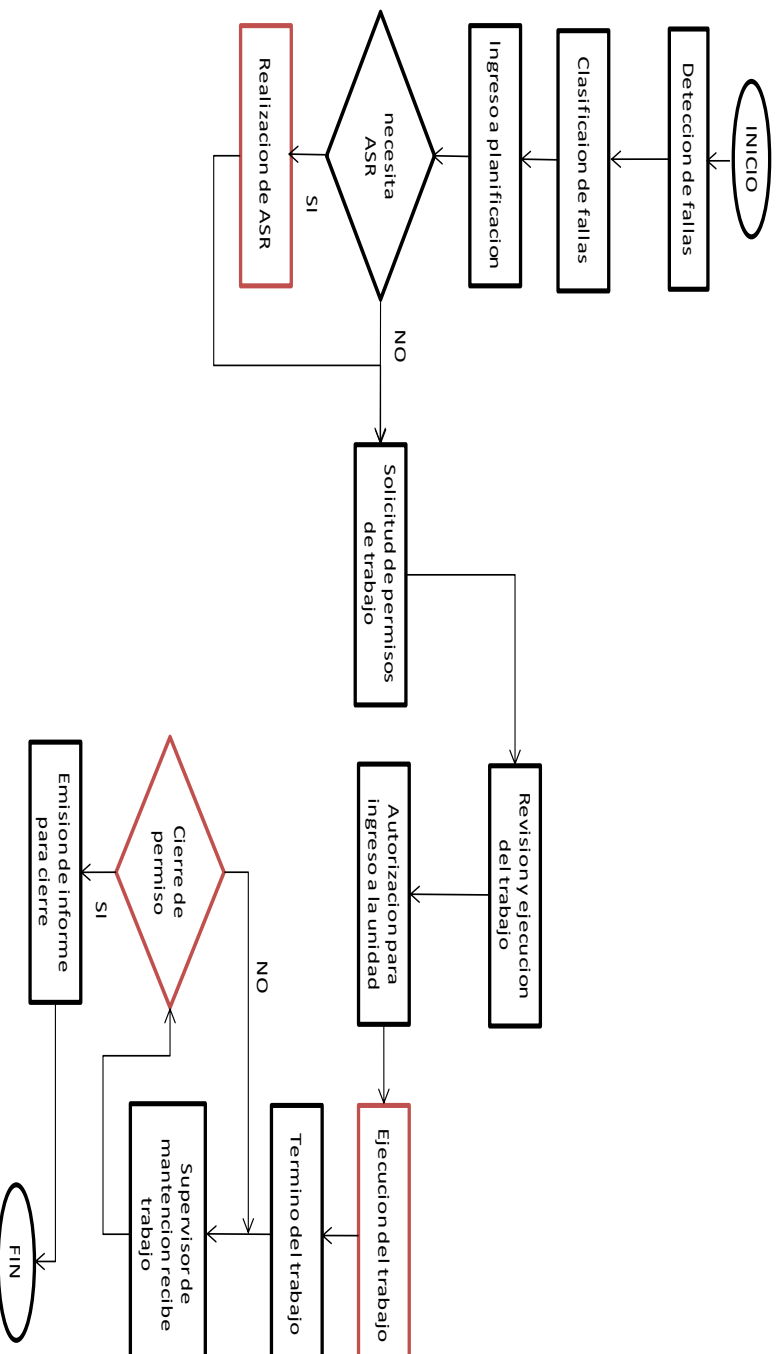 INICIO
Deteccion de fallas
Clasificaion de fallas
Ingreso a planificacion
necesita
ASR
SI
Realizacion de ASR
NO
Solicitud de permisos
de trabajo
Revision y ejecucion
del trabajo
Autorizacion para
ingreso a la unidad
Ejecucion del trabajo
Termino del trabajo
Supervisor de
mantencion recibe
trabajo
NO
Cierre de
permiso
SI
Emision de informe
para cierre
FIN